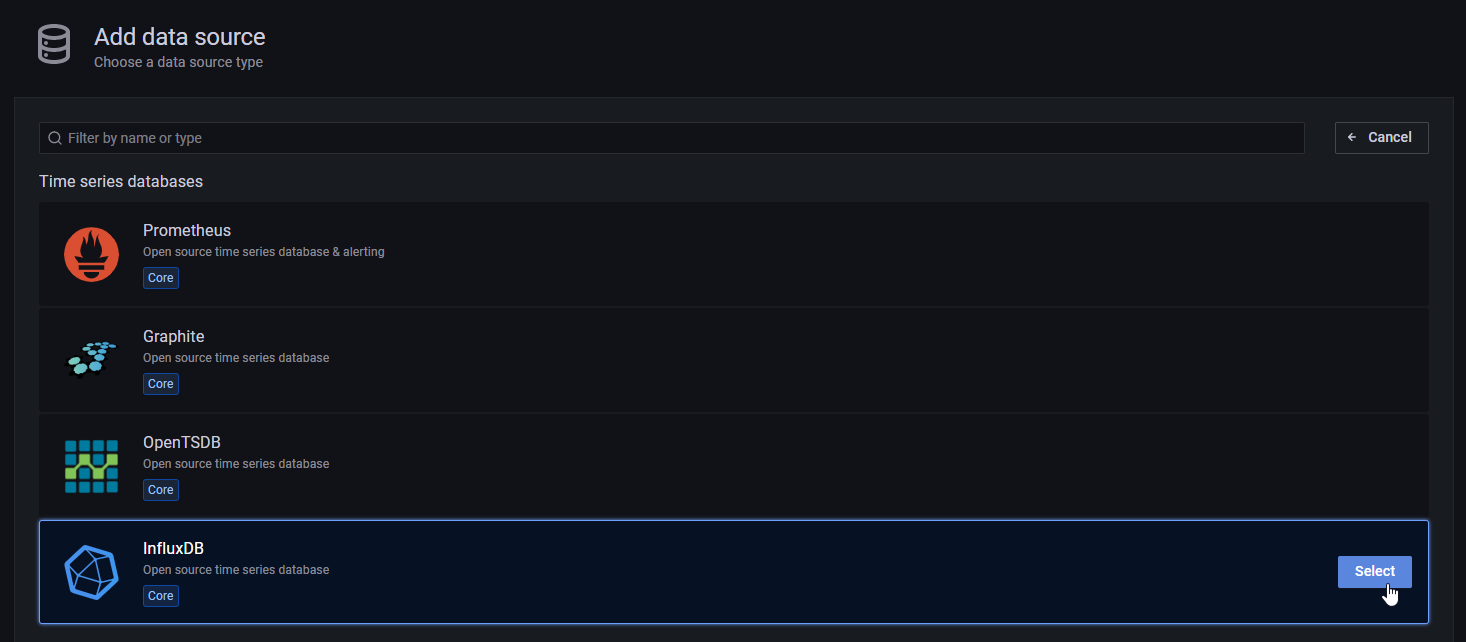 Add data source
Choose a data source type
Filter by name or type
Cancel
Time series databases
Prometheus
Open source time series database & alerting
Core
Graphite
Open source time series database
Core
OpenTSDB
Open source time series database
Core
InfluxDB
Open source time series database
Core
Select